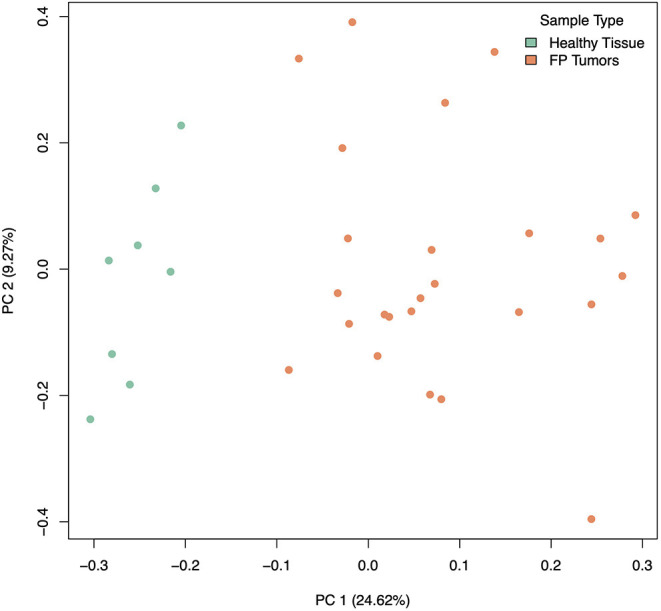 Sample Type
Healthy Tissue
FP Tumors
0.4
0.2
0.0
−0.2
−0.4
PC 2 (9.27%)
−0.3 −0.2 −0.1 0.0 0.1 0.2 0.3
PC 1 (24.62%)